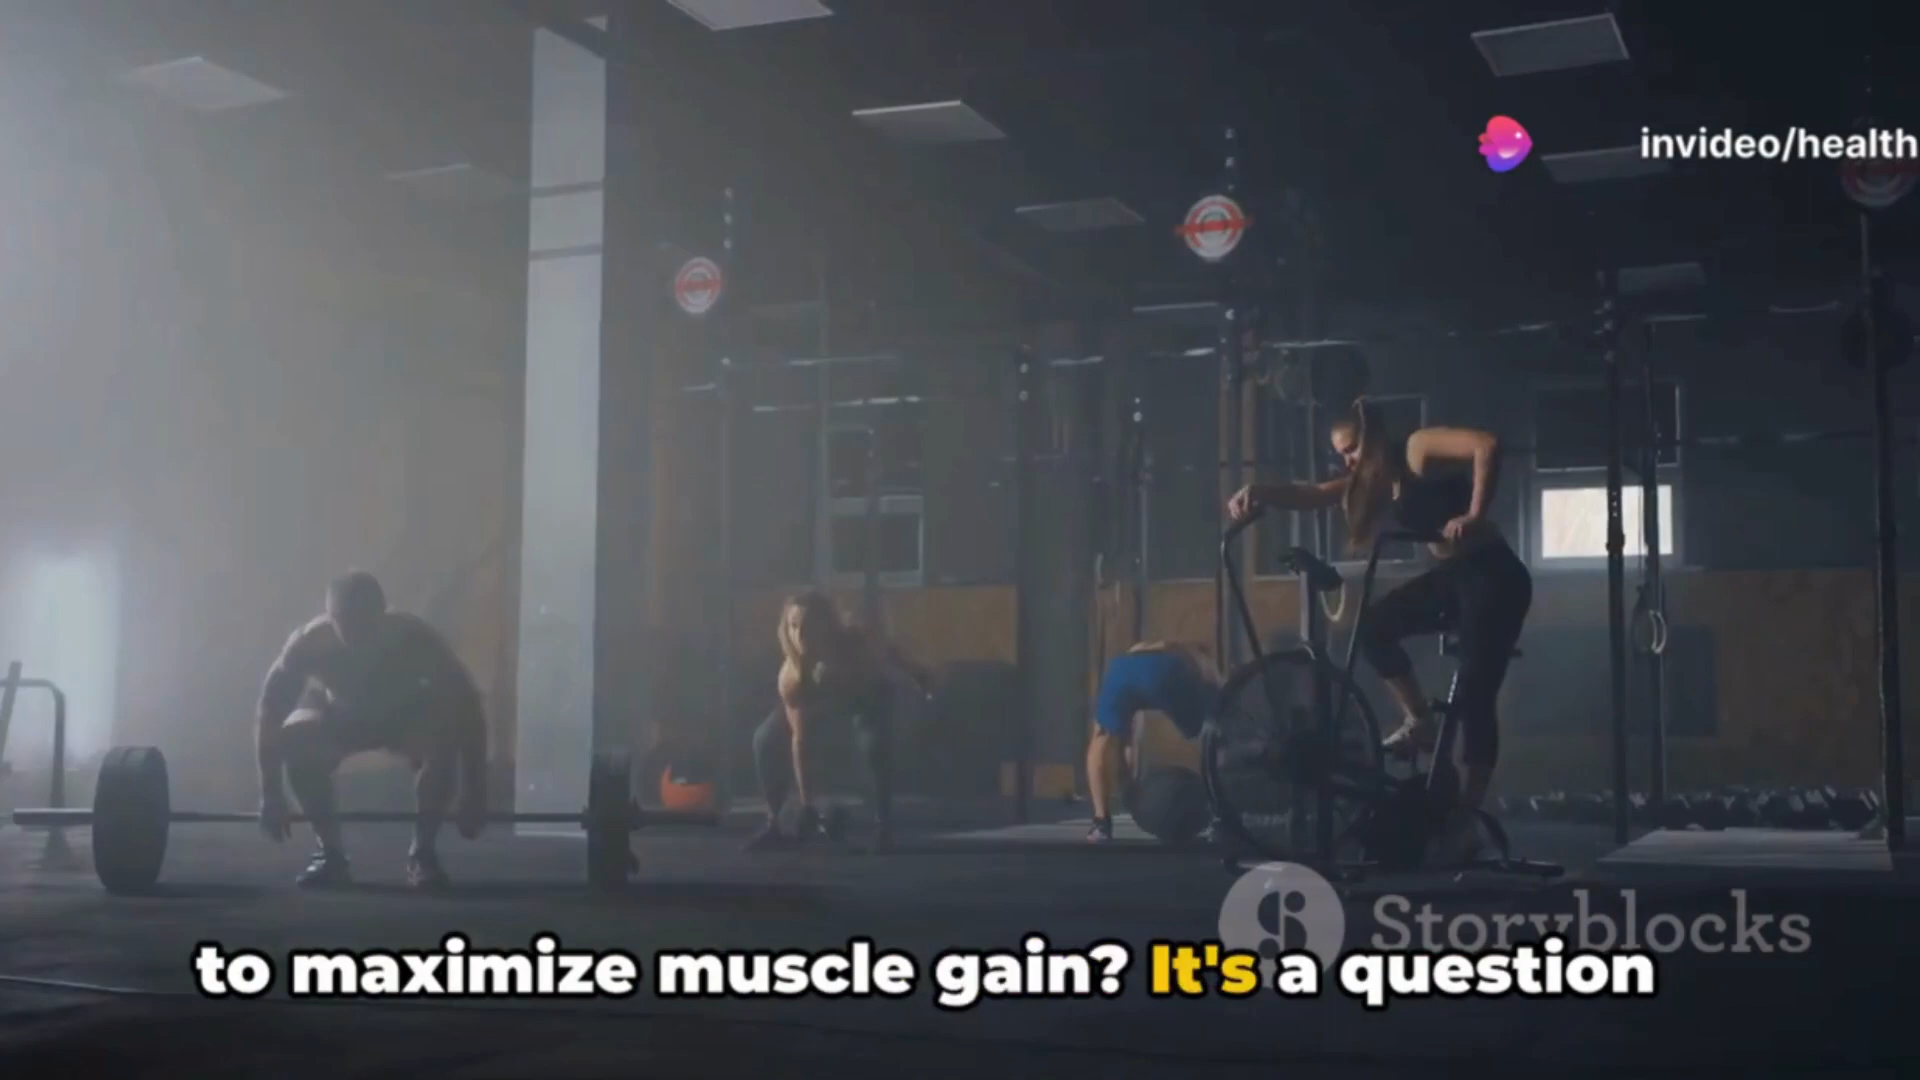 invideo/health
Storyblocks
to maximize muscle gain? It's a question